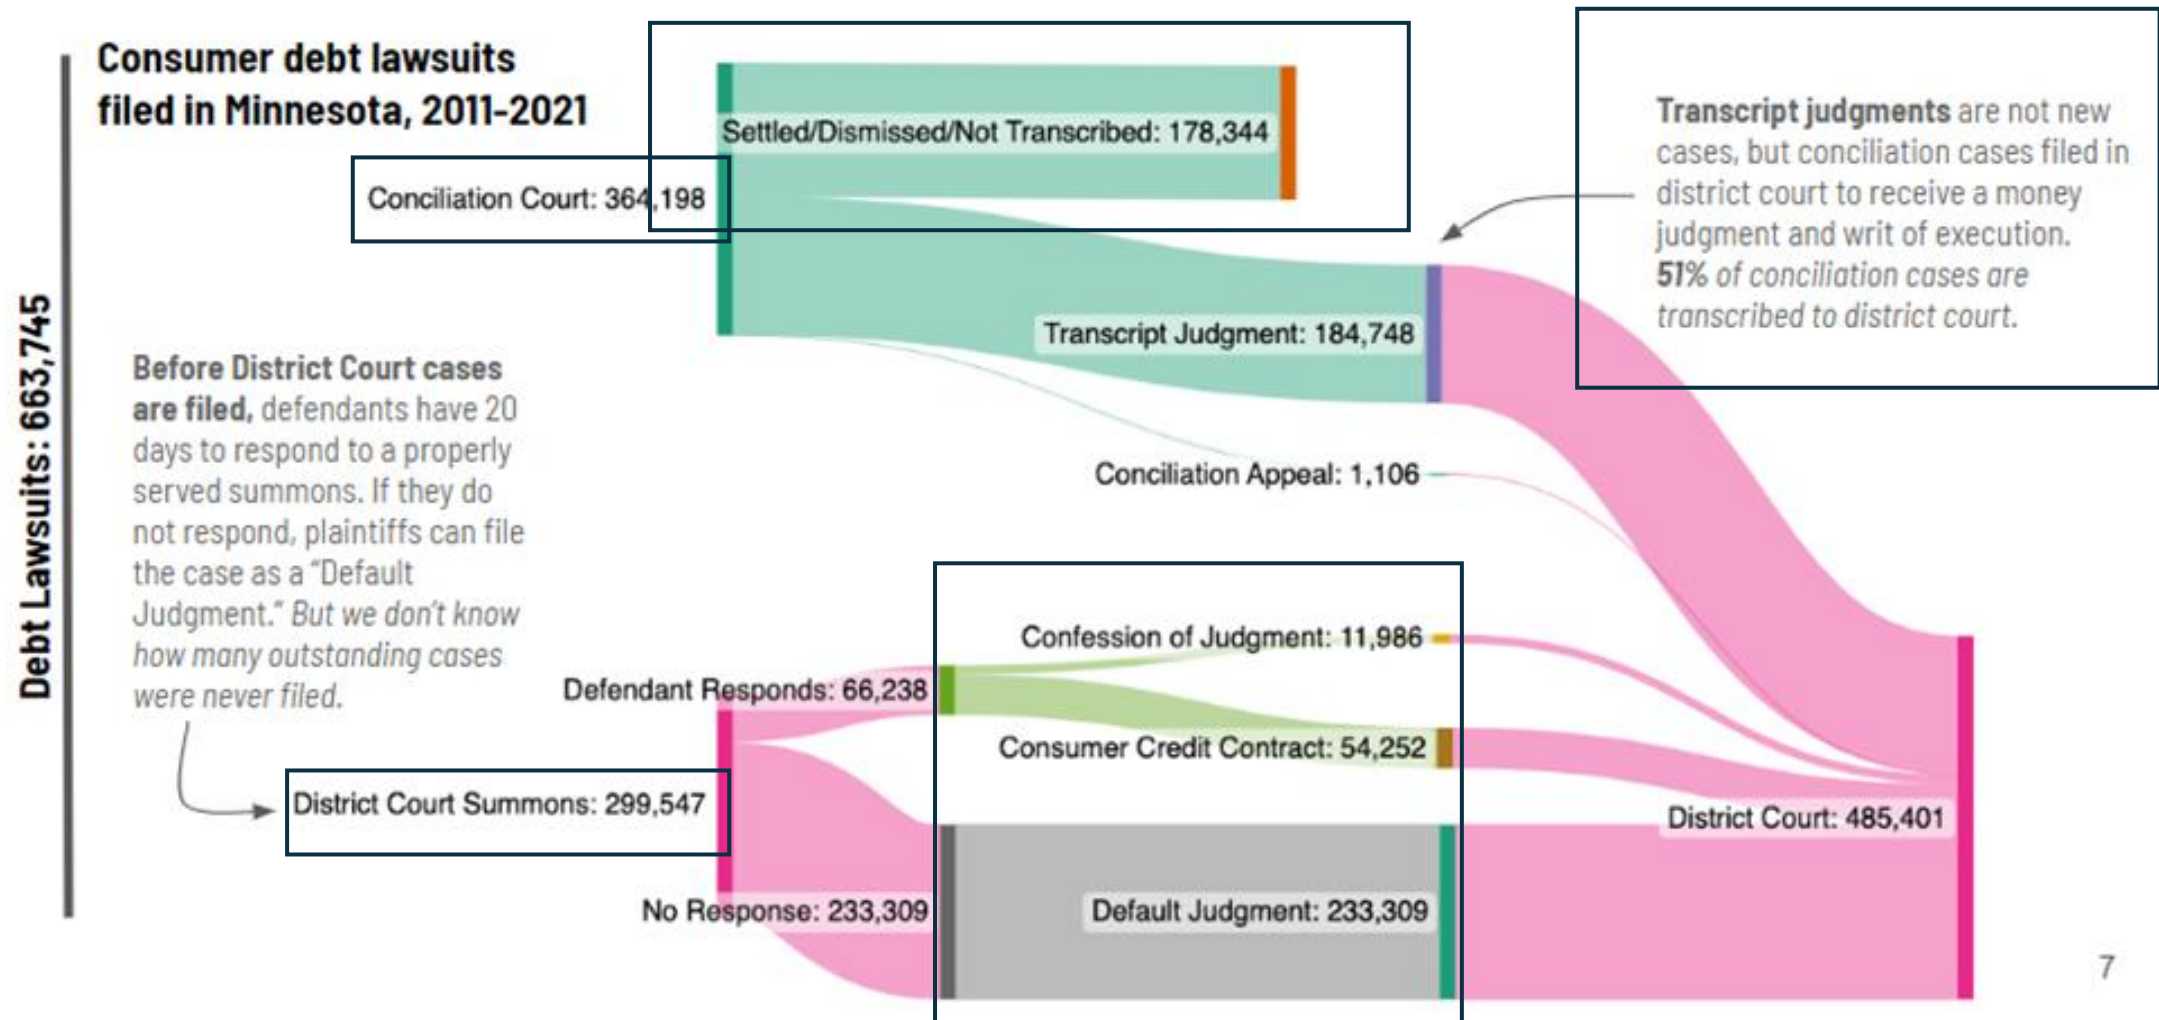 Consumer debt lawsuits
filed in Minnesota, 2011-2021
Debt Lawsuits: 663,745
Settled/Dismissed/Not Transcribed: 178,344
Conciliation Court: 364,198
Transcript judgments are not new
cases, but conciliation cases filed in
district court to receive a money
judgment and writ of execution.
51% of conciliation cases are
transcribed to district court.
Transcript Judgment: 184,748
Conciliation Appeal: 1,106
Before District Court cases
are filed, defendants have 20
days to respond to a properly
served summons. If they do
not respond, plaintiffs can file
the case as a “Default
Judgment.” But we don’t know
how many outstanding cases
were never filed.
Confession of Judgment: 11,986
Defendant Responds: 66,238
Consumer Credit Contract: 54,252
District Court Summons: 299,547
District Court: 485,401
No Response: 233,309
Default Judgment: 233,309
7